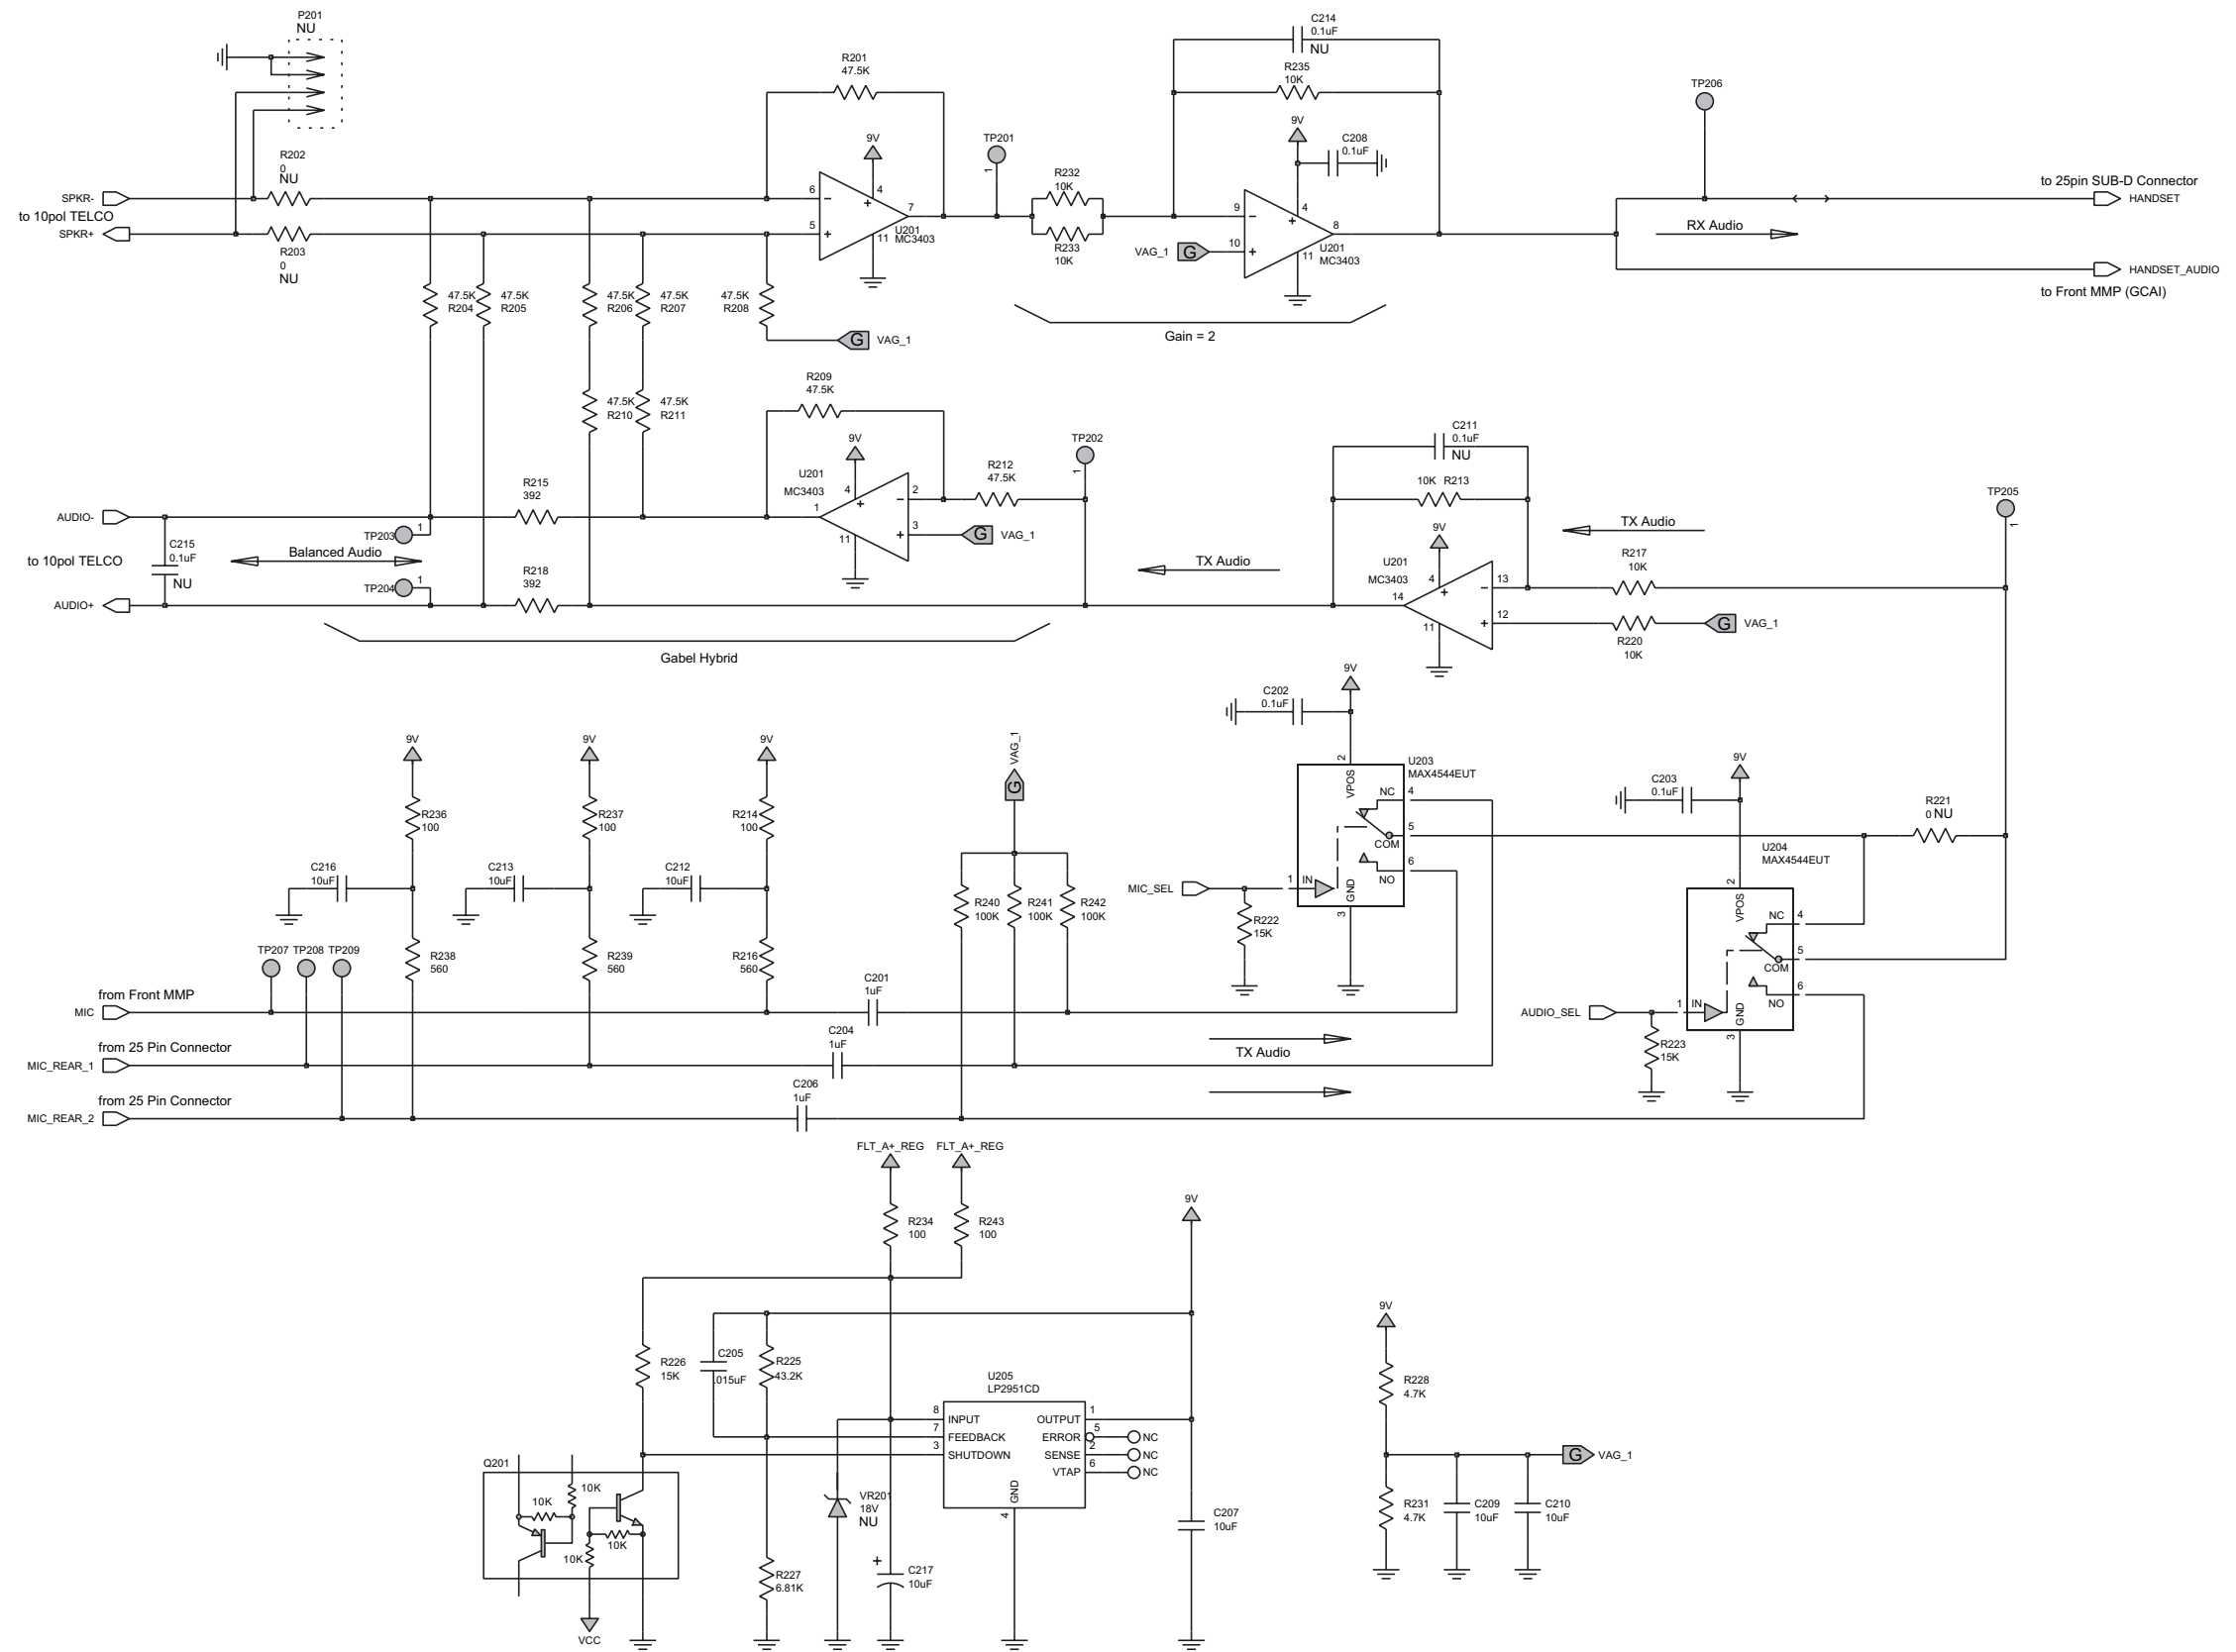 P201
NU
C214
0.1uF
NU
R201
47.5K
R235
10K
TP206
9V
9V
TP201
C208
0.1uF
R202
0
NU
R232
10K
1
to 25pin SUB-D Connector
SPKR-
6
4
HANDSET
to 10pol TELCO
7
9
4
SPKR+
5
U201
11 MC3403
8
RX Audio
R203
0
NU
R233
10K
VAG_1
G
10
U201
11
MC3403
HANDSET_AUDIO
to Front MMP (GCAI)
47.5K
R204
47.5K
R205
47.5K
R206
47.5K
R207
47.5K
R208
G
VAG_1
Gain = 2
R209
47.5K
47.5K
R210
47.5K
R211
C211
0.1uF
NU
9V
TP202
U201
MC3403
R212
47.5K
1
10K R213
R215
392
4
2
TP205
1
AUDIO-
1
TP203
1
3
G
VAG_1
9V
TX Audio
11
C215
0.1uF
NU
Balanced Audio
to 10pol TELCO
R218
392
TX Audio
U201
MC3403
R217
10K
TP204
1
4
13
AUDIO+
14
12
G
VAG_1
11
R220
10K
Gabel Hybrid
9V
C202
0.1uF
9V
9V
9V
VAG_1
G
2
U203
MAX4544EUT
9V
VPOS
NC
4
C203
0.1uF
R236
100
R237
100
R214
100
R221
0 NU
5
COM
U204
MAX4544EUT
C216
10uF
C213
10uF
C212
10uF
6
NO
MIC_SEL
1
IN
GND
3
2
VPOS
R240
100K
R241
100K
R242
100K
R222
15K
NC
4
TP207
TP208
TP209
R238
560
R239
560
R216
560
5
COM
C201
1uF
6
NO
from Front MMP
MIC
AUDIO_SEL
1
IN
GND
3
C204
1uF
R223
15K
from 25 Pin Connector
MIC_REAR_1
TX Audio
C206
1uF
from 25 Pin Connector
MIC_REAR_2
FLT_A+_REG
FLT_A+_REG
9V
R234
100
R243
100
9V
R226
15K
C205
.015uF
R225
43.2K
U205
LP2951CD
R228
4.7K
8
INPUT
OUTPUT
1
7
FEEDBACK
ERROR
5
NC
3
SHUTDOWN
SENSE
2
NC
VTAP
6
NC
GND
4
G
VAG_1
Q201
10K
10K
10K
10K
VCC
VR201
18V
NU
R231
4.7K
C209
10uF
C210
10uF
C207
10uF
R227
6.81K
+
C217
10uF